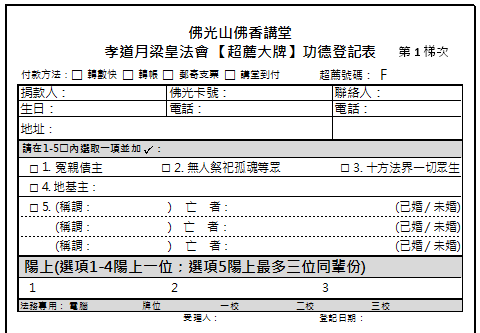 佛光山佛香講堂
孝道月梁皇法會【超薦大牌】功德登記表 第 1 梯次
付款方法：□ 轉數快 □ 轉帳 □ 郵寄支票 □ 講堂到付 超薦號碼： F
捐款人： 佛光卡號： 聯絡人：
生日： 電話： 電話：
地址：
請在1-5□內選取一項並加✓：
□ 1. 冤親債主 □ 2. 無人祭祀孤魂等眾 □ 3. 十方法界一切眾生
□ 4. 地基主：
□ 5. (稱謂： ) 亡 者： (已婚 / 未婚)
(稱謂： ) 亡 者： (已婚 / 未婚)
(稱謂： ) 亡 者： (已婚 / 未婚)
陽上(選項1-4陽上一位；選項5陽上最多三位同輩份)
1 2 3
法務專用： 電腦 牌位 一校 二校 三校
受理人： 登記日期：